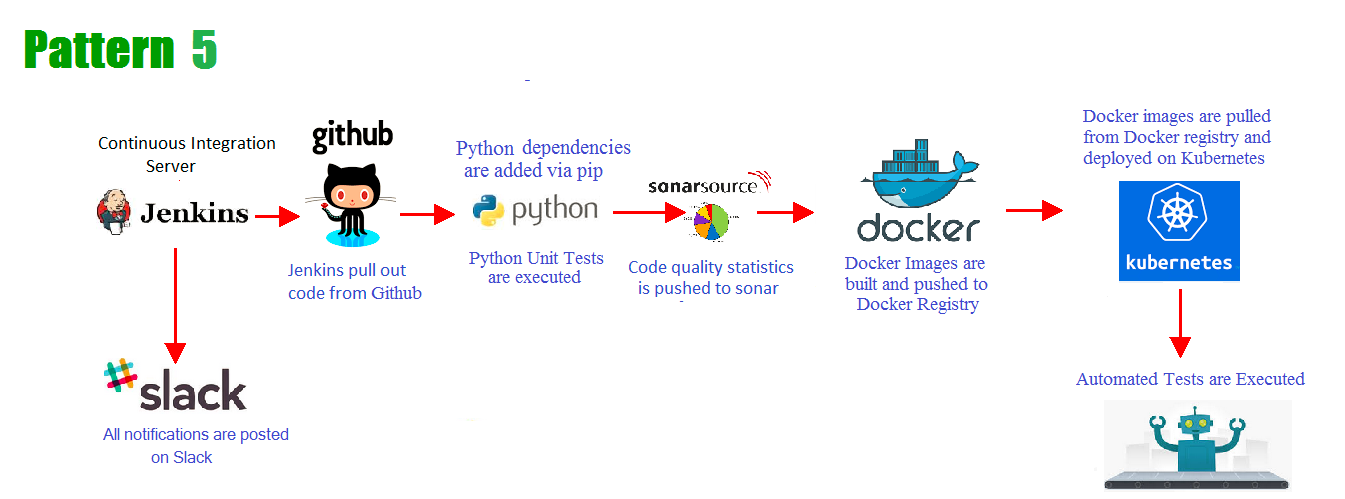 Pattern 5
Continuous Integration
Server
Jenkins
github
Jenkins pull out
code from Github
Python dependencies
are added via pip
python
Python Unit Tests
are executed
sonarsource
Code quality statistics
is pushed to sonar
docker
Docker Images are
built and pushed to
Docker Registry
Docker images are pulled
from Docker registry and
deployed on Kubernetes
kubernetes
Automated Tests are Executed
slack
All notifications are posted
on Slack